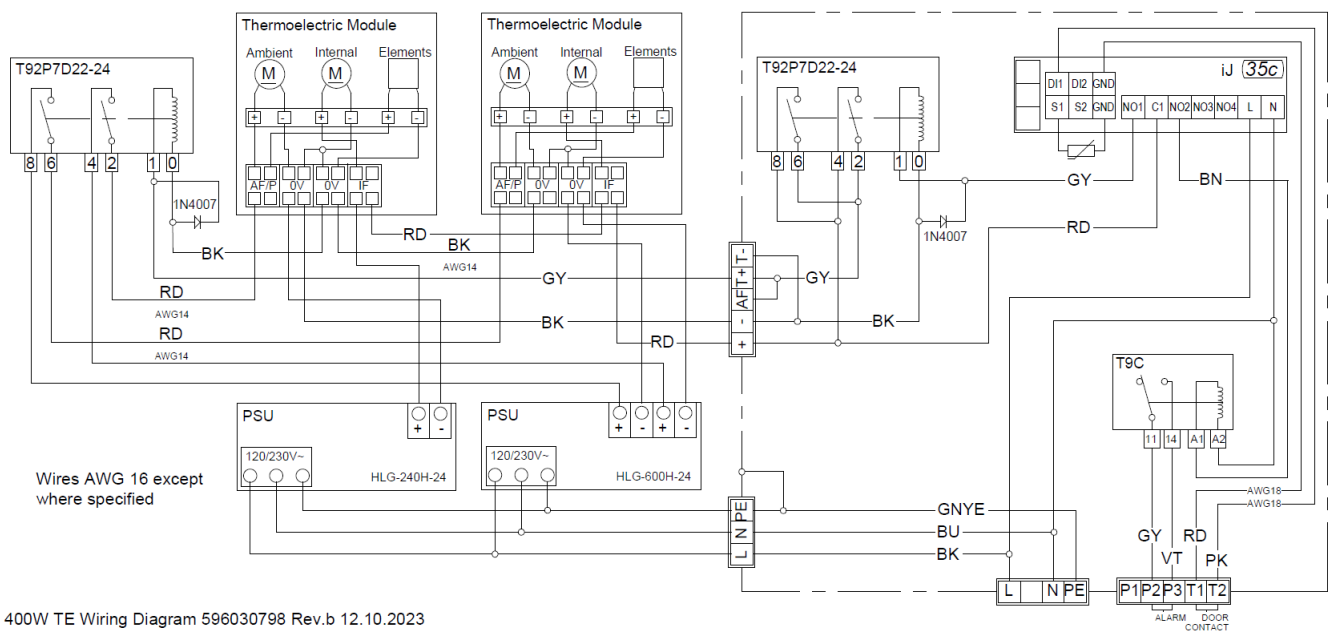 Thermoelectric Module
Ambient Internal Elements
M M
+ - + - + -
AF/P 0V 0V IF
Thermoelectric Module
Ambient Internal Elements
M M
+ - + - + -
AF/P 0V 0V IF
T92P7D22-24
8 6 4 2 1 0
1N4007
T92P7D22-24
8 6 4 2 1 0
1N4007
iJ 35c
DI1 DI2 GND
S1 S2 GND NO1 C1 NO2 NO3 NO4 L N
GY
BN
RD
RD
BK
BK
AWG14
GY
GY
RD
AWG14
BK
BK
RD
AWG14
RD
T-
T+
AF
-
+
T9C
11 14 A1 A2
PSU
+ -
120/230V~
HLG-240H-24
PSU
+ - + -
120/230V~
HLG-600H-24
Wires AWG 16 except
where specified
PE
N
L
GNYE
BU
BK
AWG18
AWG18
GY RD
VT PK
L N PE
P1 P2 P3 T1 T2
ALARM DOOR
CONTACT
400W TE Wiring Diagram 596030798 Rev.b 12.10.2023